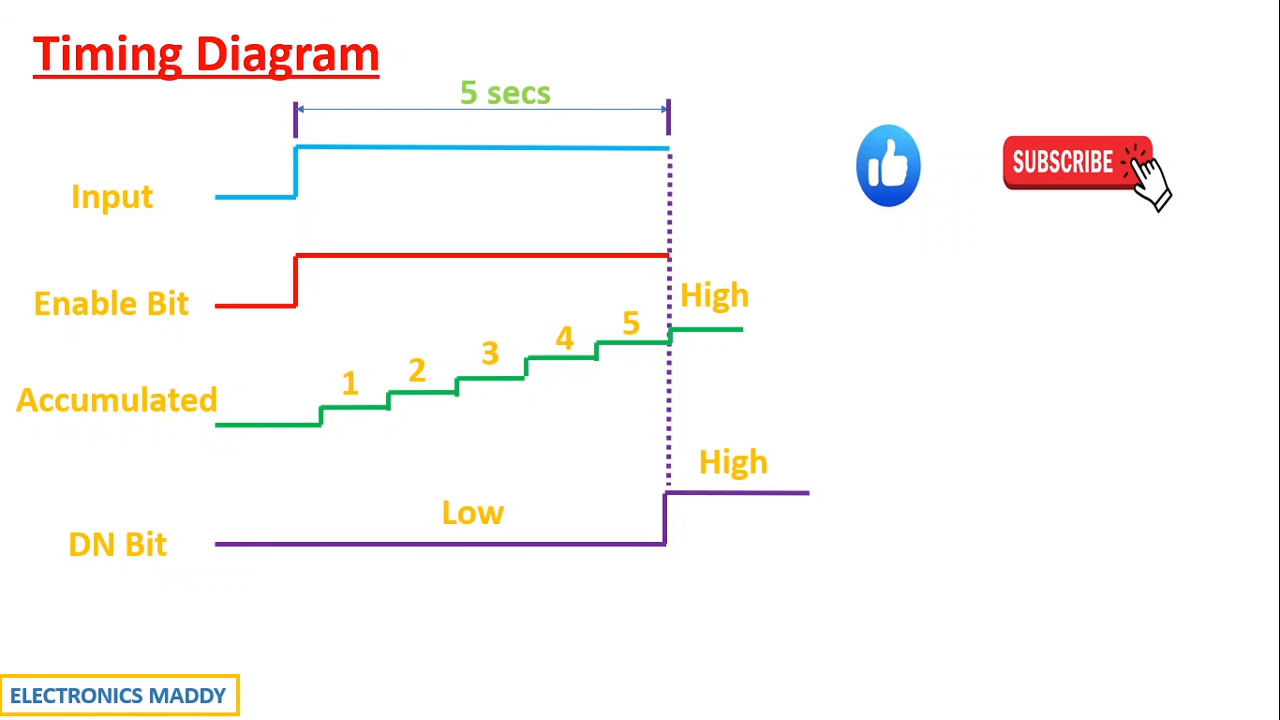 Timing Diagram
5 secs
SUBSCRIBE
Input
Enable Bit
High
5
4
3
2
1
Accumulated
High
Low
DN Bit
ELECTRONICS MADDY